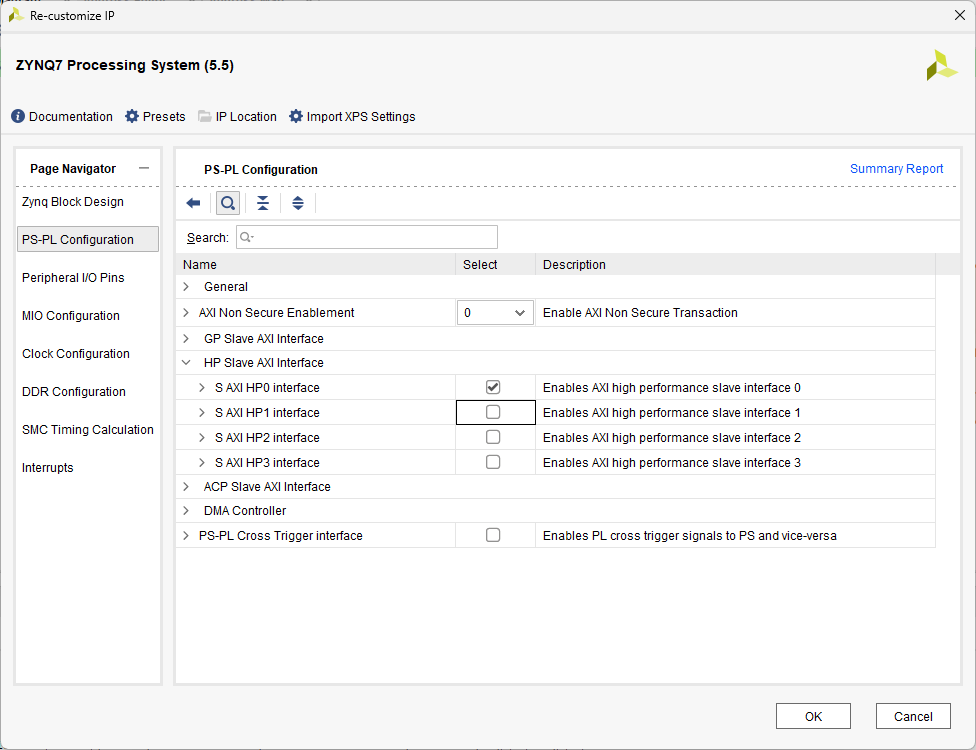 Re-customize IP
ZYNQ7 Processing System (5.5)
Documentation Presets IP Location Import XPS Settings
Page Navigator
Zynq Block Design
PS-PL Configuration
Peripheral I/O Pins
MIO Configuration
Clock Configuration
DDR Configuration
SMC Timing Calculation
Interrupts
PS-PL Configuration Summary Report
Search:
Name Select Description
General
AXI Non Secure Enablement 0 Enable AXI Non Secure Transaction
GP Slave AXI Interface
HP Slave AXI Interface
S AXI HP0 interface Enables AXI high performance slave interface 0
S AXI HP1 interface Enables AXI high performance slave interface 1
S AXI HP2 interface Enables AXI high performance slave interface 2
S AXI HP3 interface Enables AXI high performance slave interface 3
ACP Slave AXI Interface
DMA Controller
PS-PL Cross Trigger interface Enables PL cross trigger signals to PS and vice-versa
OK Cancel